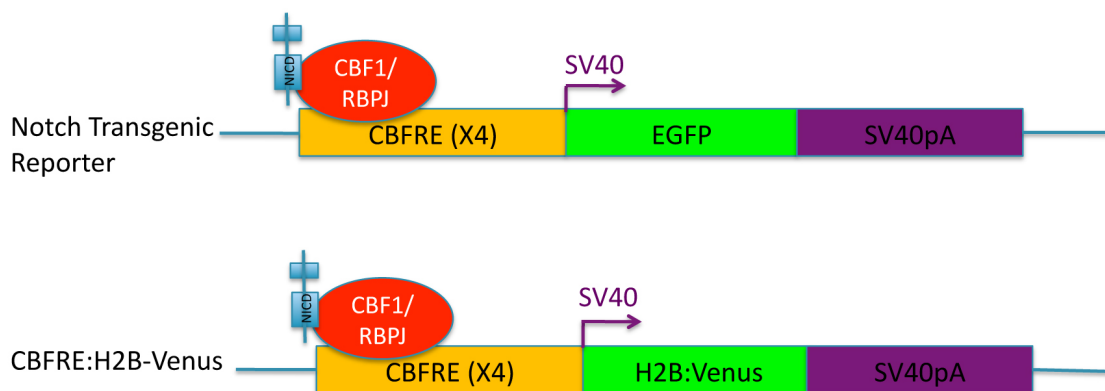 SV40
NICD
CBF1/
RBPJ
Notch Transgenic
Reporter
CBFRE (X4)
EGFP
SV40pA
SV40
NICD
CBF1/
RBPJ
CBFRE:H2B-Venus
CBFRE (X4)
H2B:Venus
SV40pA